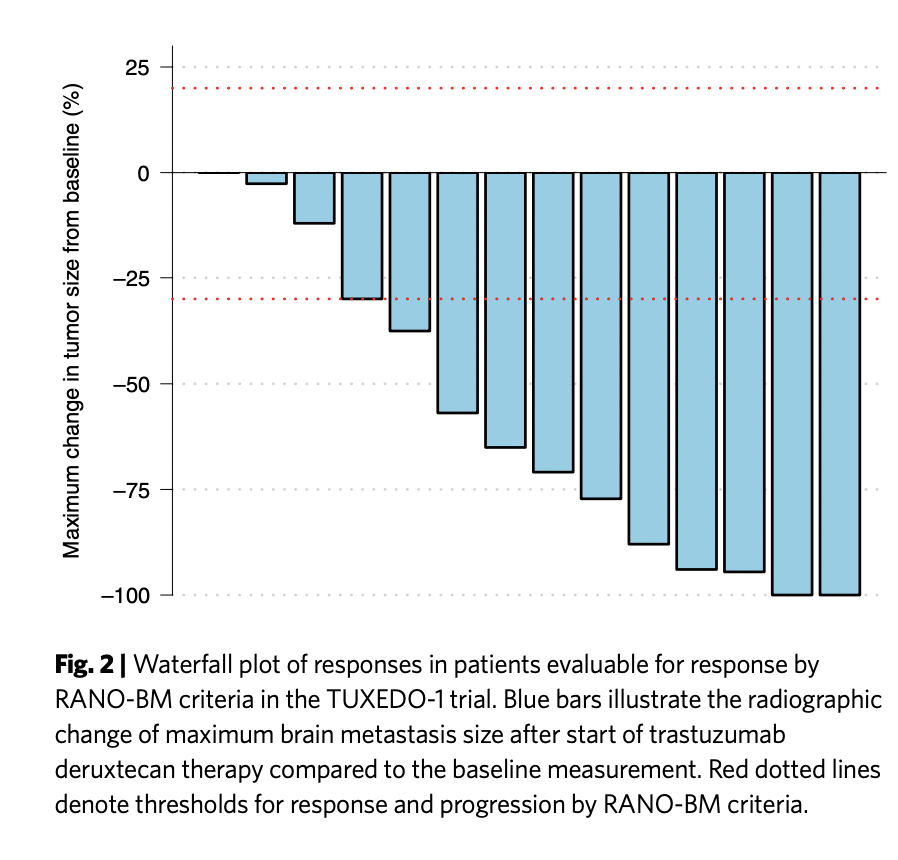 Maximum change in tumor size from baseline (%)
25
0
−25
−50
−75
−100
Fig. 2 | Waterfall plot of responses in patients evaluable for response by
RANO-BM criteria in the TUXEDO-1 trial. Blue bars illustrate the radiographic
change of maximum brain metastasis size after start of trastuzumab
deruxtecan therapy compared to the baseline measurement. Red dotted lines
denote thresholds for response and progression by RANO-BM criteria.